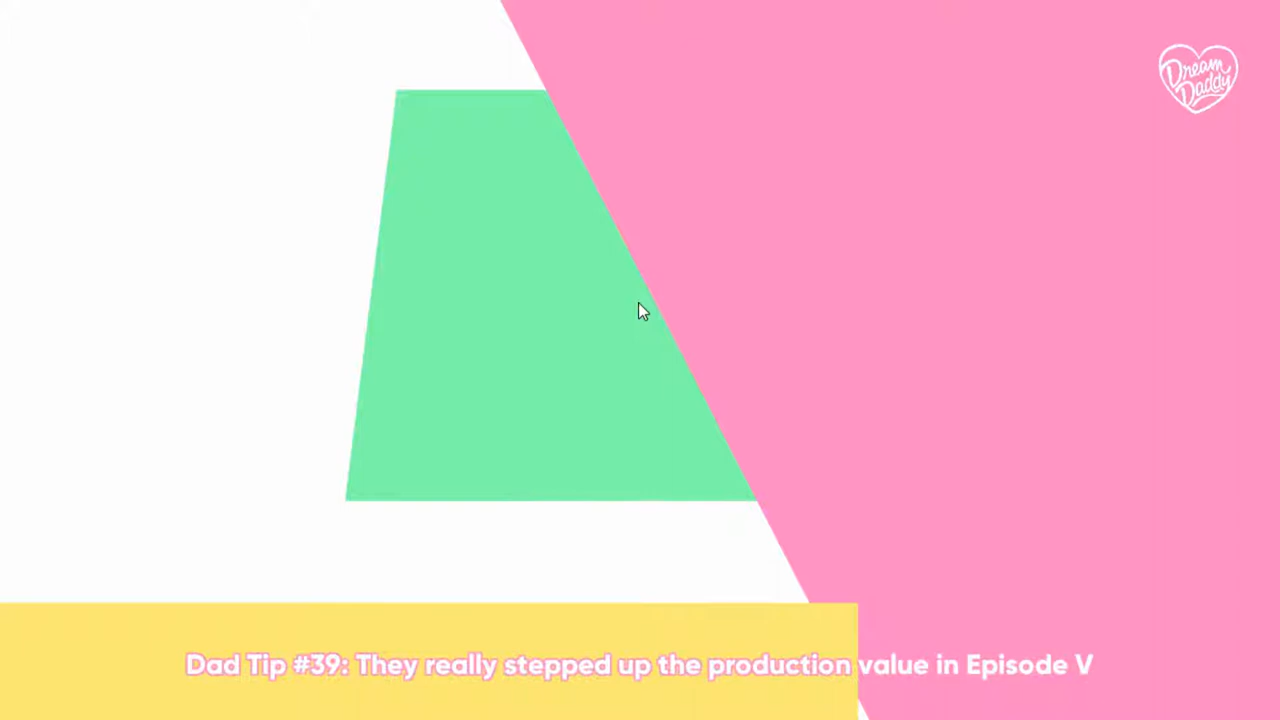 Dream
Daddy
Dad Tip #39: They really stepped up the production value in Episode V